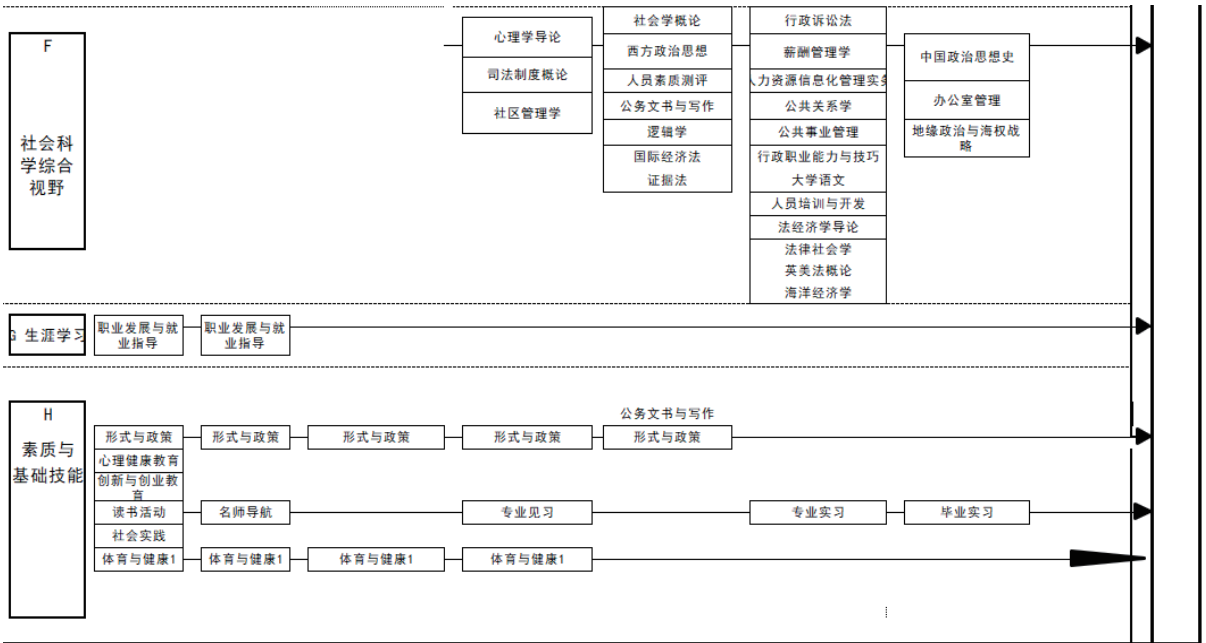 F
社会科
学综合
视野
心理学导论
司法制度概论
社区管理学
社会学概论
西方政治思想
人员素质测评
公务文书与写作
逻辑学
国际经济法
证据法
行政诉讼法
薪酬管理学
人力资源信息化管理实务
公共关系学
公共事业管理
行政职业能力与技巧
大学语文
人员培训与开发
法经济学导论
法律社会学
英美法概论
海洋经济学
中国政治思想史
办公室管理
地缘政治与海权战
略
G 生涯学习
职业发展与就
业指导
职业发展与就
业指导
H
素质与
基础技能
公务文书与写作
形式与政策
形式与政策
形式与政策
形式与政策
形式与政策
心理健康教育
创新与创业教
育
读书活动
名师导航
专业见习
专业实习
毕业实习
社会实践
体育与健康1
体育与健康1
体育与健康1
体育与健康1